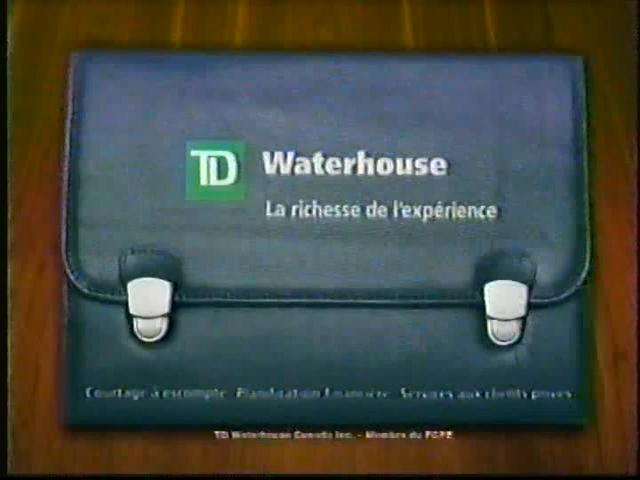 TD Waterhouse
La richesse de l'expérience
Courtage à escompte Planification financière Services aux clients privés
TD Waterhouse Canada Inc. - Membre du FCPE